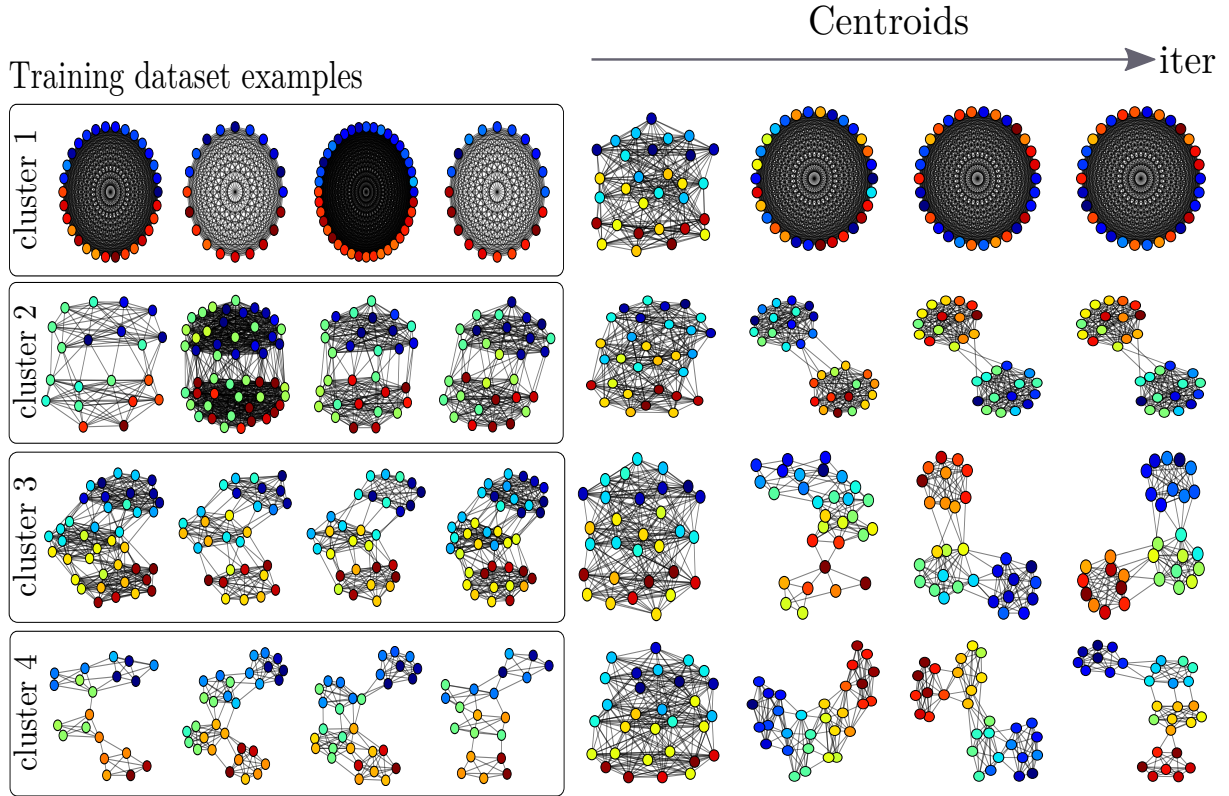 Centroids
iter
Training dataset examples
cluster 1
cluster 2
cluster 3
cluster 4